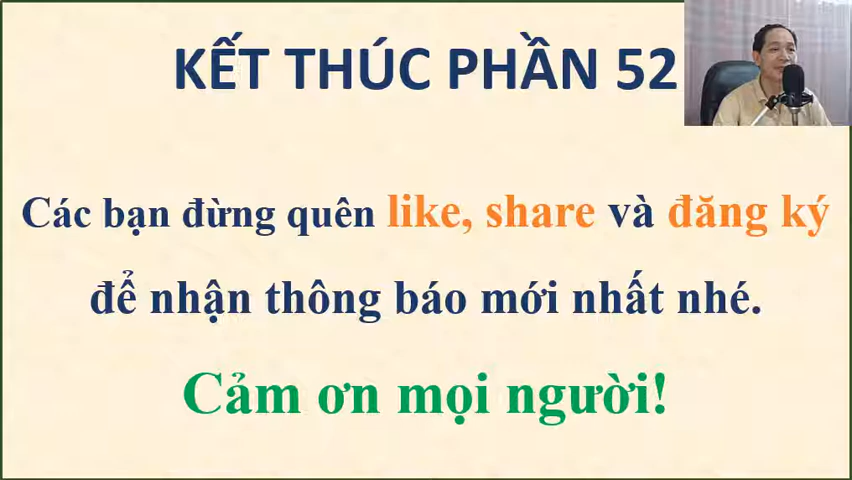 KẾT THÚC PHẦN 52
Các bạn đừng quên like, share và đăng ký
để nhận thông báo mới nhất nhé.
Cảm ơn mọi người!